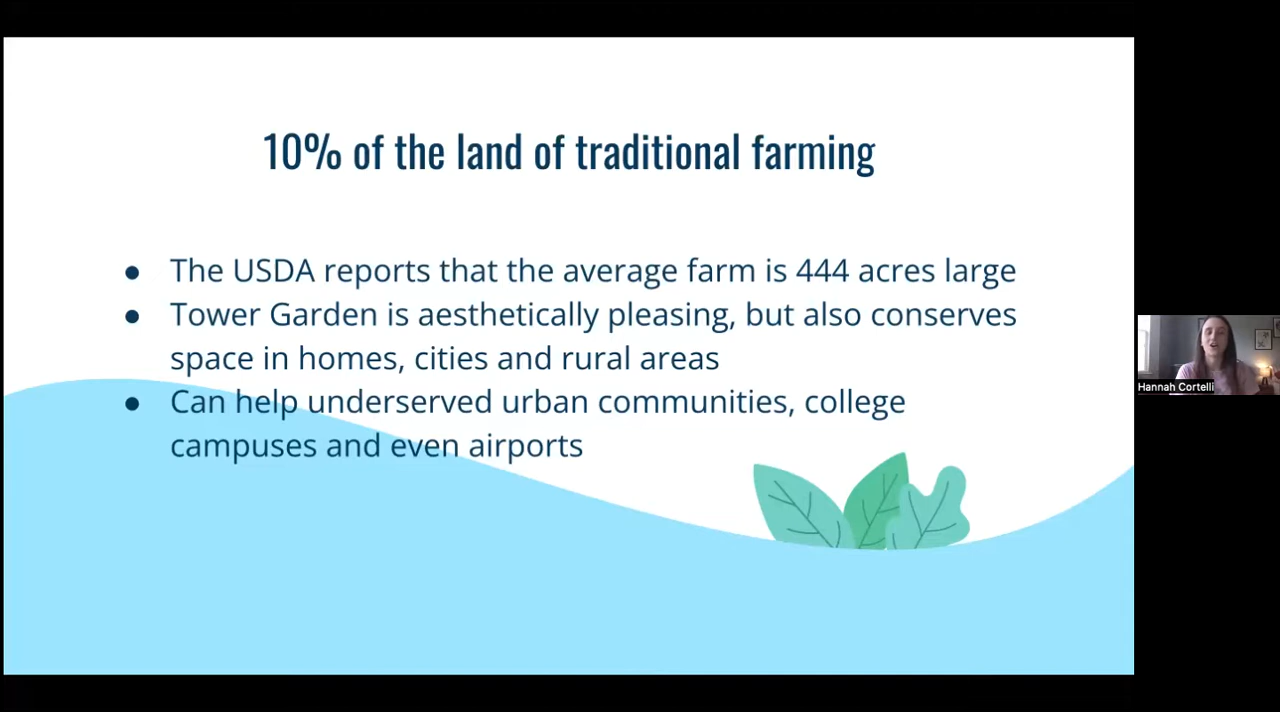 10% of the land of traditional farming
● The USDA reports that the average farm is 444 acres large
● Tower Garden is aesthetically pleasing, but also conserves
space in homes, cities and rural areas
● Can help underserved urban communities, college
campuses and even airports
Hannah Cortelli